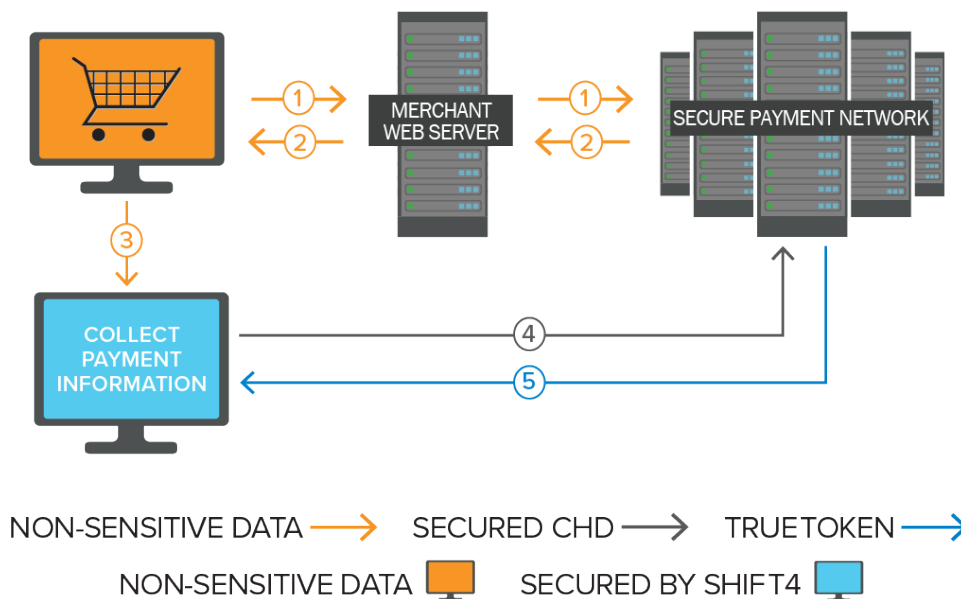 1
1
MERCHANT
WEB SERVER
SECURE PAYMENT NETWORK
2
2
3
COLLECT
PAYMENT
INFORMATION
4
5
NON-SENSITIVE DATA
SECURED CHD
TRUETOKEN
NON-SENSITIVE DATA
SECURED BY SHIFT4